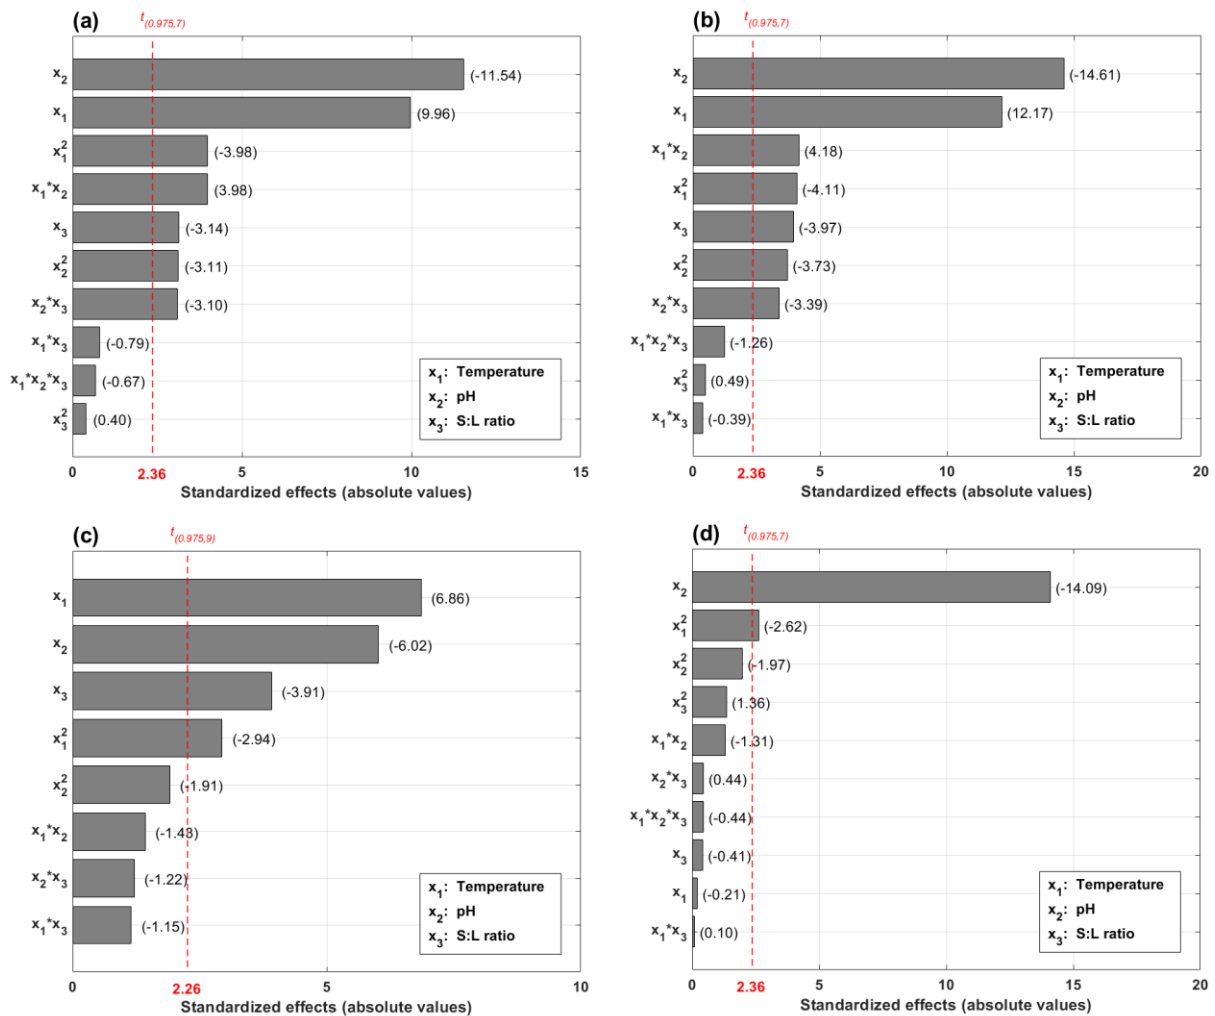 (a)
t(0.975,7)
x2 (-11.54)
x1 (9.96)
x1^2 (-3.98)
x1*x2 (3.98)
x3 (-3.14)
x2^2 (-3.11)
x2*x3 (-3.10)
x1*x3 (-0.79)
x1*x2*x3 (-0.67)
x3^2 (0.40)
x1: Temperature
x2: pH
x3: S:L ratio
0 5 10 15
2.36
Standardized effects (absolute values)
(b)
t(0.975,7)
x2 (-14.61)
x1 (12.17)
x1*x2 (4.18)
x1^2 (-4.11)
x3 (-3.97)
x2^2 (-3.73)
x2*x3 (-3.39)
x1*x2*x3 (-1.26)
x3^2 (0.49)
x1*x3 (-0.39)
x1: Temperature
x2: pH
x3: S:L ratio
0 5 10 15 20
2.36
Standardized effects (absolute values)
(c)
t(0.975,9)
x1 (6.86)
x2 (-6.02)
x3 (-3.91)
x1^2 (-2.94)
x2^2 (-1.91)
x1*x2 (-1.43)
x2*x3 (-1.22)
x1*x3 (-1.15)
x1: Temperature
x2: pH
x3: S:L ratio
0 5 10
2.26
Standardized effects (absolute values)
(d)
t(0.975,7)
x2 (-14.09)
x1^2 (-2.62)
x2^2 (-1.97)
x3^2 (1.36)
x1*x2 (-1.31)
x2*x3 (0.44)
x1*x2*x3 (-0.44)
x3 (-0.41)
x1 (-0.21)
x1*x3 (0.10)
x1: Temperature
x2: pH
x3: S:L ratio
0 5 10 15 20
2.36
Standardized effects (absolute values)